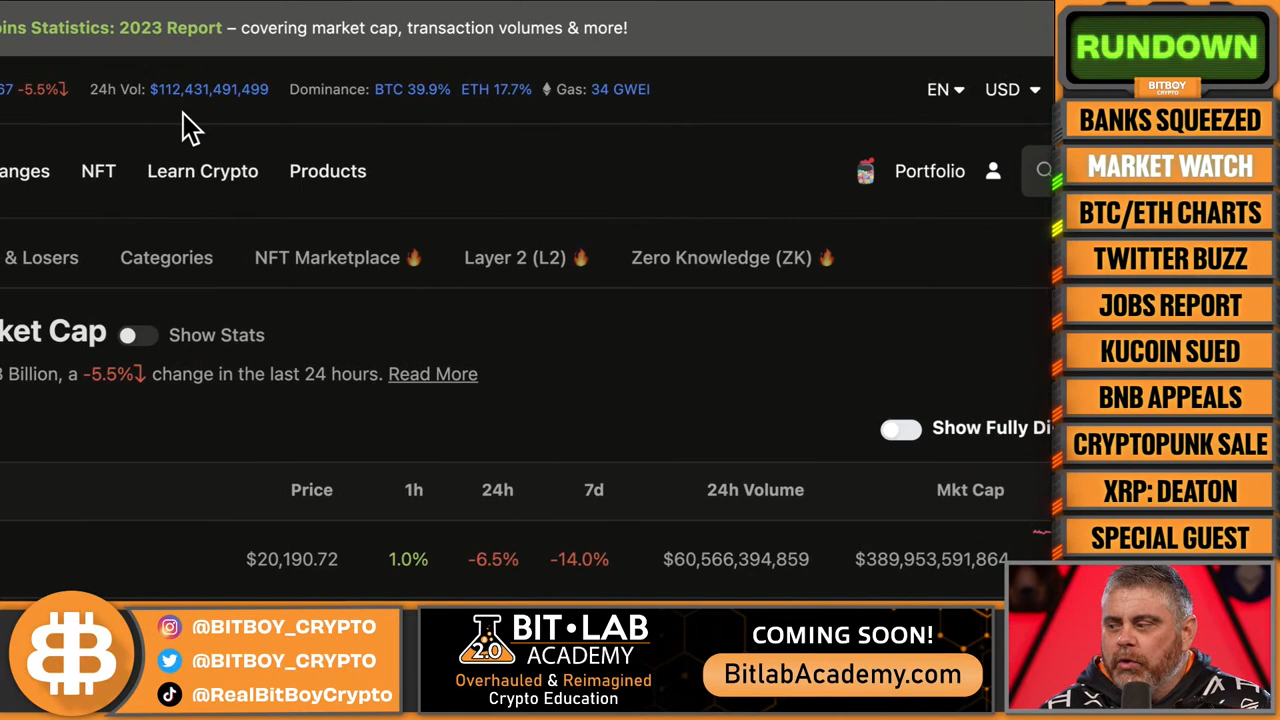 ins Statistics: 2023 Report – covering market cap, transaction volumes & more!
67 -5.5% 24h Vol: $112,431,491,499 Dominance: BTC 39.9% ETH 17.7% Gas: 34 GWEI EN USD
anges NFT Learn Crypto Products Portfolio
& Losers Categories NFT Marketplace Layer 2 (L2) Zero Knowledge (ZK)
ket Cap Show Stats
Billion, a -5.5% change in the last 24 hours. Read More
Show Fully Di
Price 1h 24h 7d 24h Volume Mkt Cap
$20,190.72 1.0% -6.5% -14.0% $60,566,394,859 $389,953,591,864
RUNDOWN
BITBOY
CRYPTO
BANKS SQUEEZED
MARKET WATCH
BTC/ETH CHARTS
TWITTER BUZZ
JOBS REPORT
KUCOIN SUED
BNB APPEALS
CRYPTOPUNK SALE
XRP: DEATON
SPECIAL GUEST
@BITBOY_CRYPTO
@BITBOY_CRYPTO
@RealBitBoyCrypto
2.0
BIT•LAB
ACADEMY
Overhauled & Reimagined
Crypto Education
COMING SOON!
BitlabAcademy.com